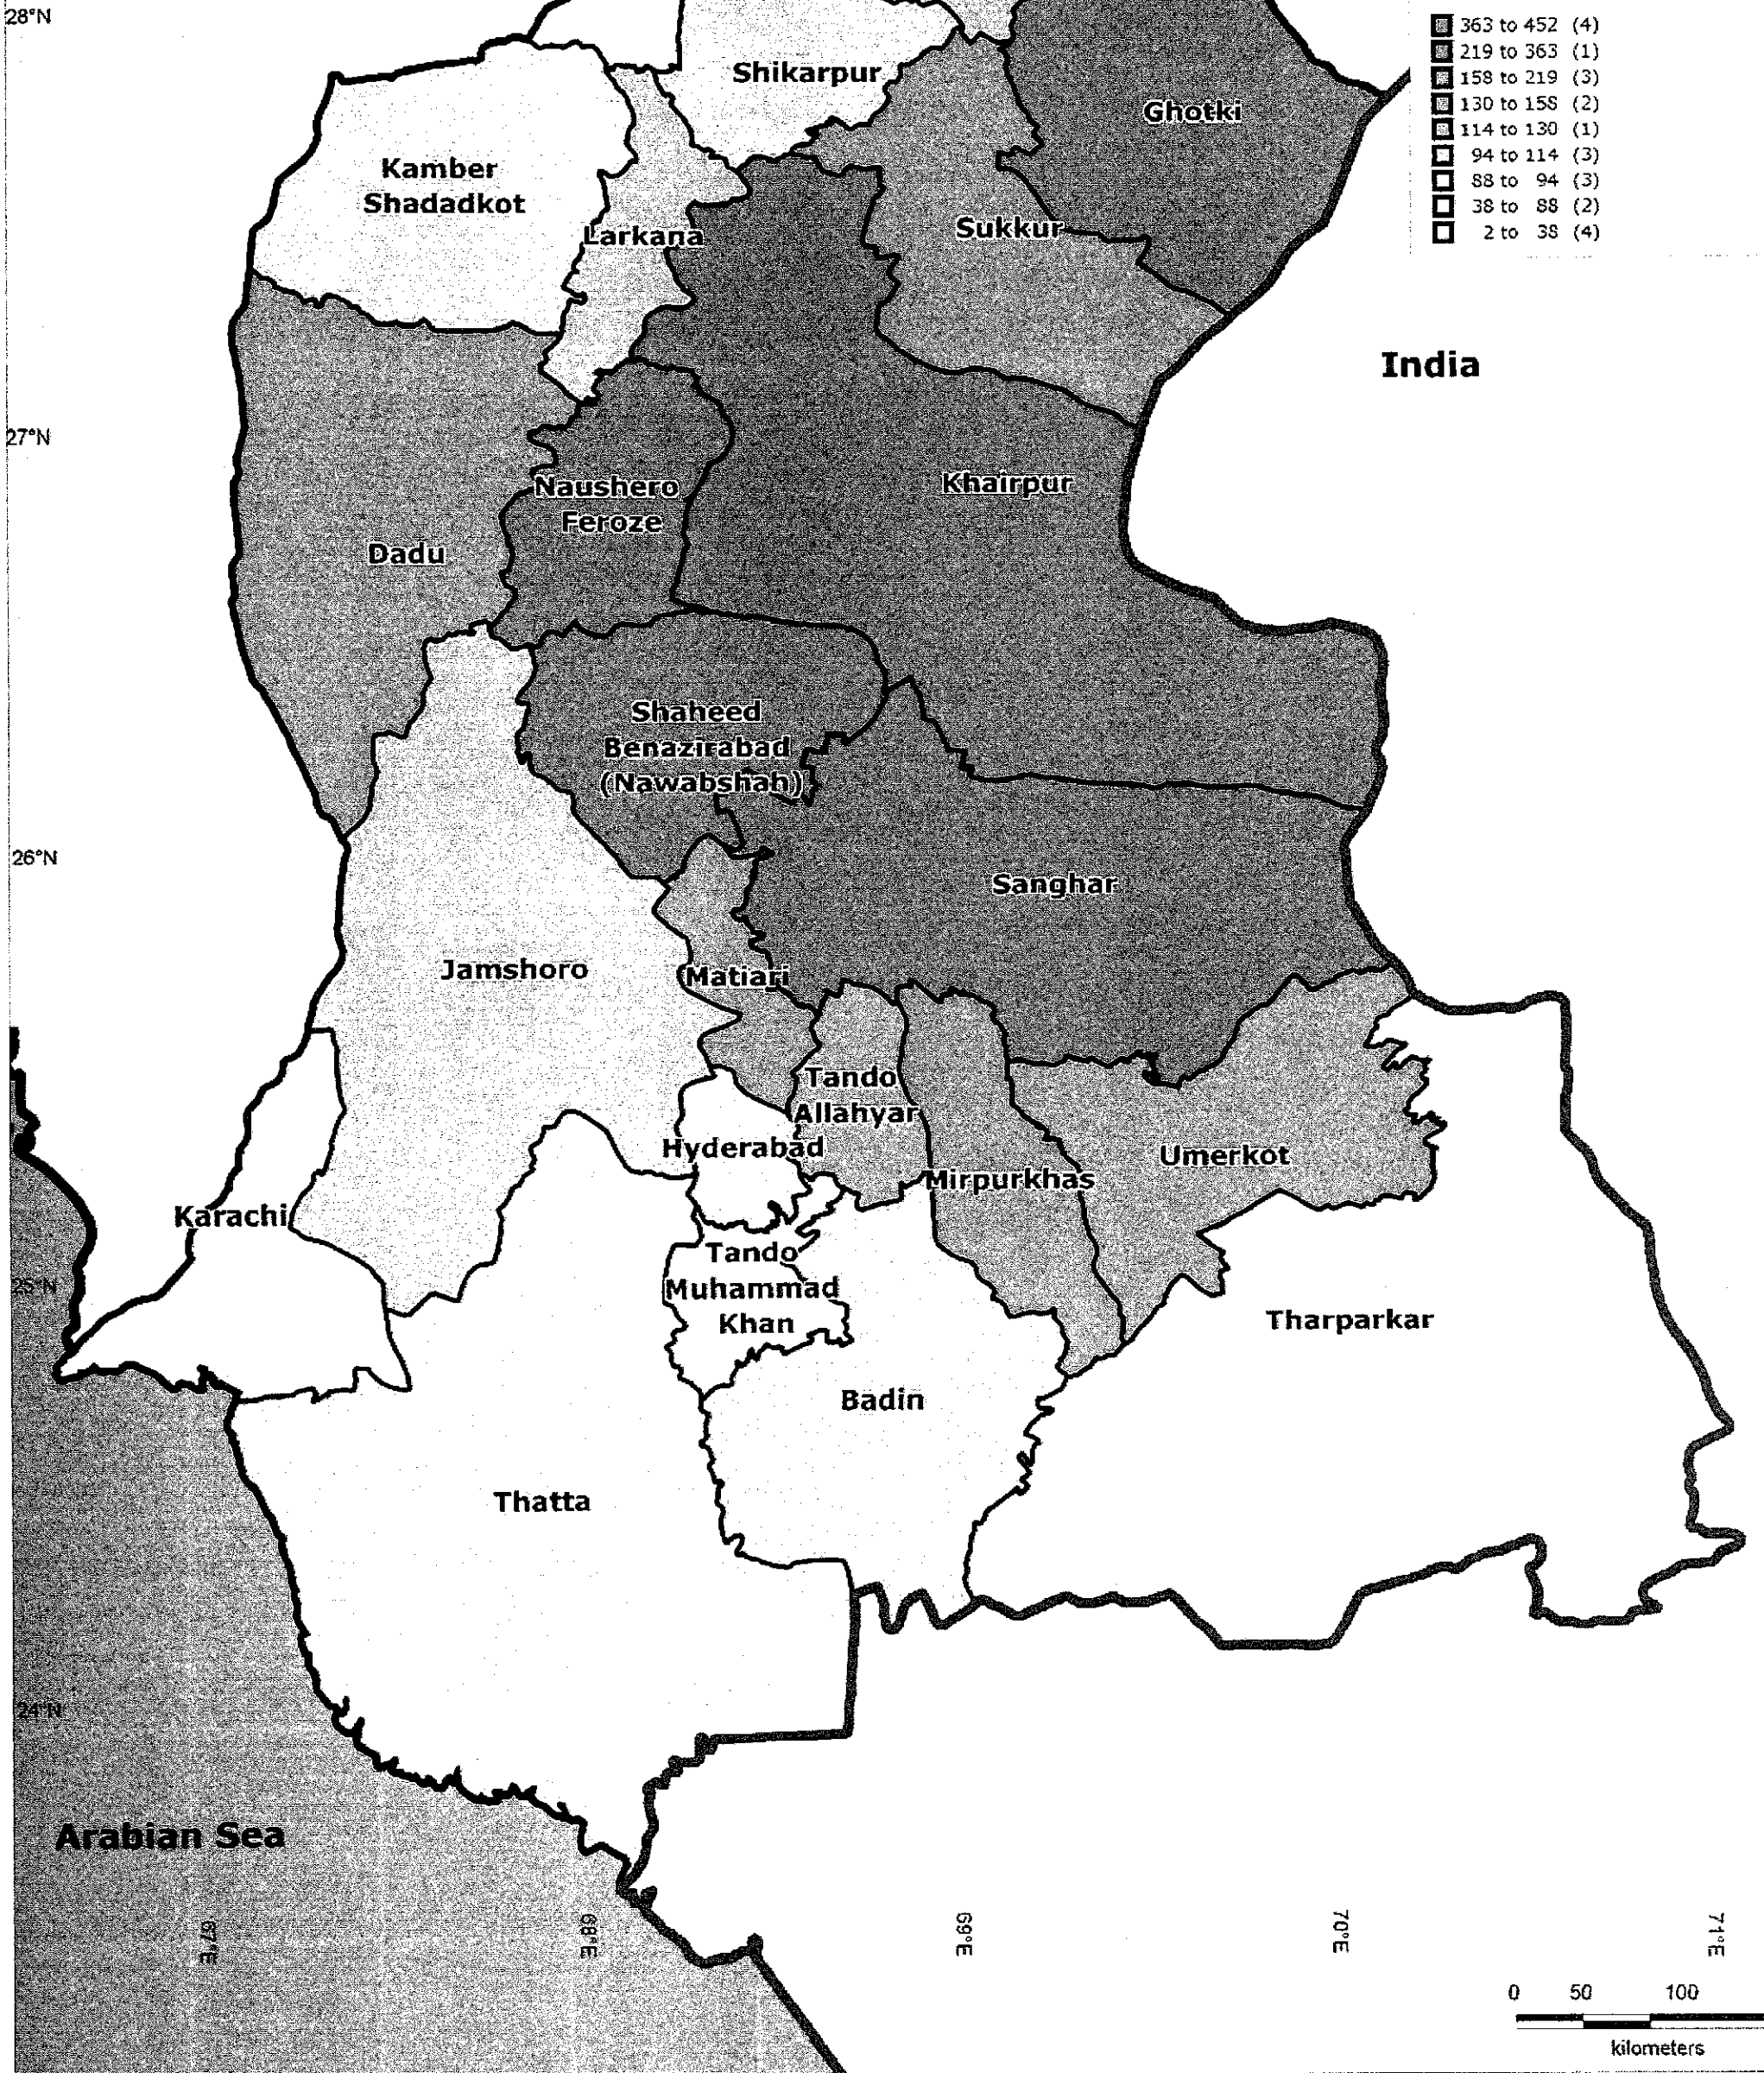 28°N
363 to 452 (4)
219 to 363 (1)
158 to 219 (3)
130 to 158 (2)
114 to 130 (1)
94 to 114 (3)
88 to 94 (3)
38 to 88 (2)
2 to 38 (4)
Shikarpur
Ghotki
Kamber
Shadadkot
Larkana
Sukkur
India
27°N
Naushero
Feroze
Khairpur
Dadu
Shaheed
Benazirabad
(Nawabshah)
26°N
Sanghar
Jamshoro
Matiari
Tando
Allahyar
Hyderabad
Umerkot
Mirpurkhas
Karachi
Tando
Muhammad
Khan
25°N
Tharparkar
Badin
Thatta
24°N
Arabian Sea
67°E
68°E
69°E
70°E
71°E
0 50 100
kilometers